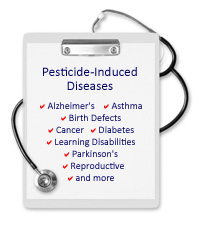 Pesticide-Induced
Diseases
Alzheimer's Asthma
Birth Defects
Cancer Diabetes
Learning Disabilities
Parkinson's
Reproductive
and more